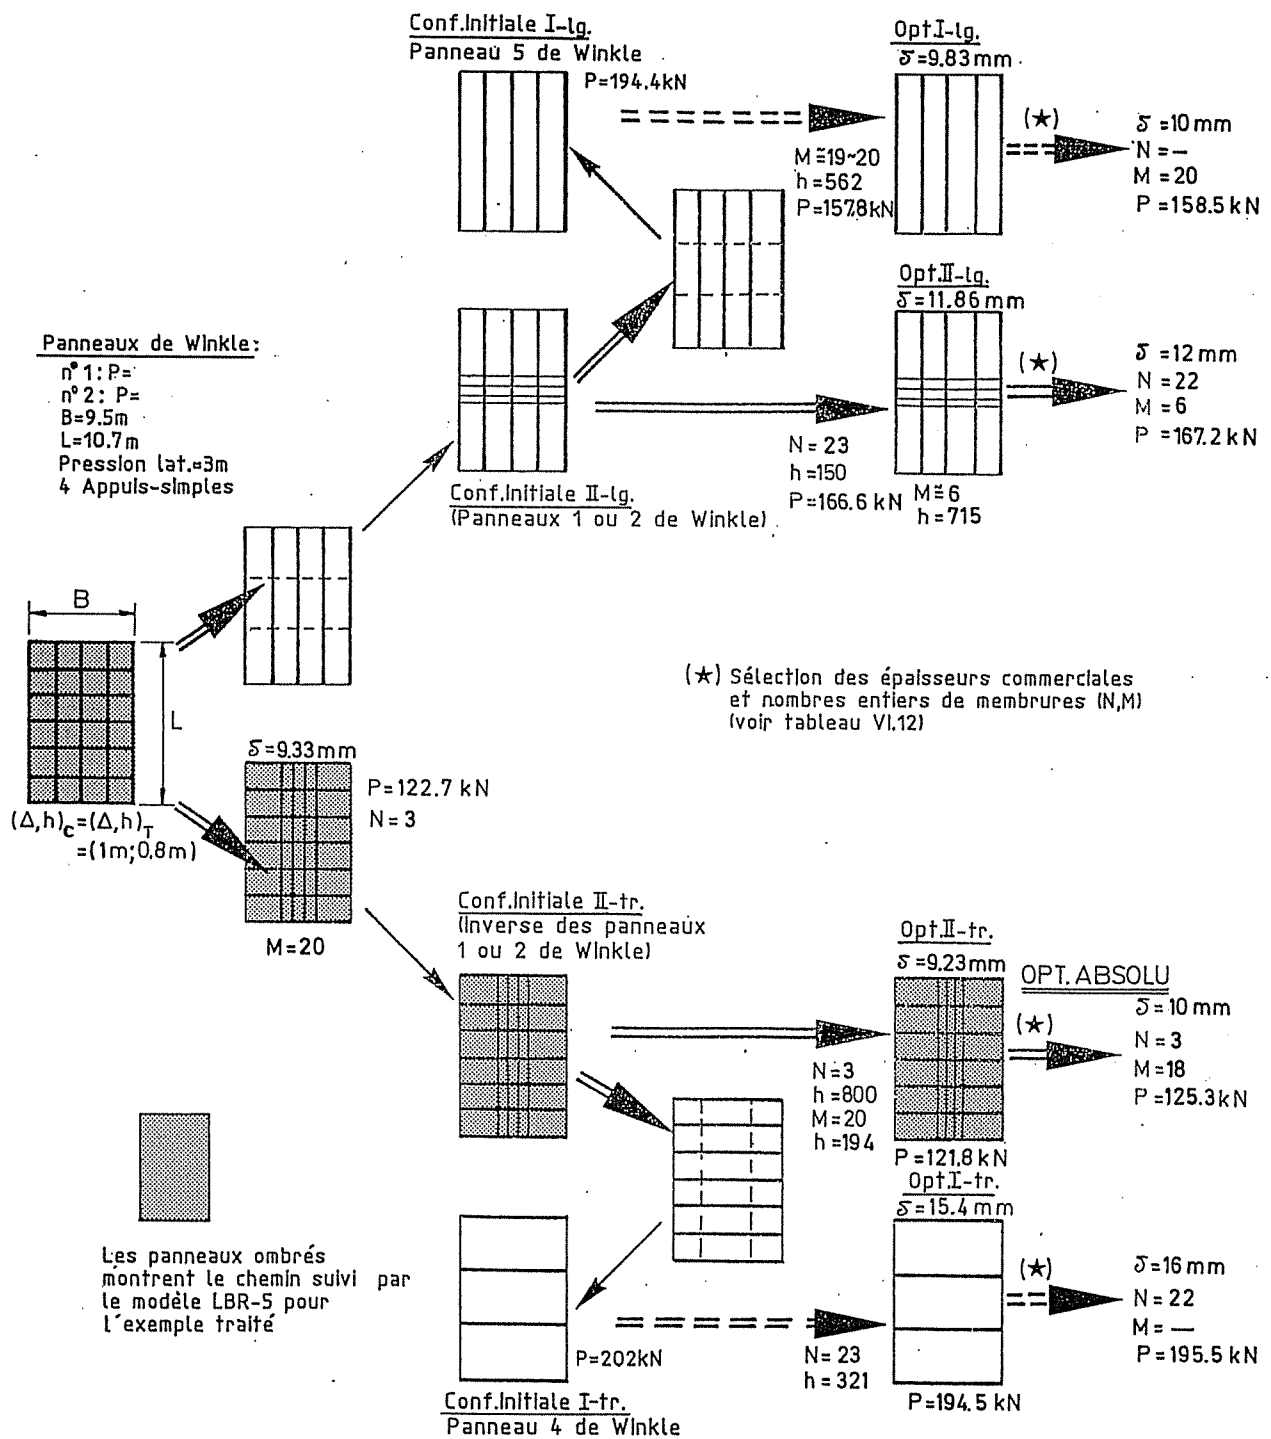 Conf.Initiale I-lg.
Panneau 5 de Winkle
P=194.4kN
Opt.I-lg.
δ=9.83mm
(★)
M≅19~20
h=562
P=157.8kN
δ=10mm
N=—
M=20
P=158.5kN
Panneaux de Winkle:
n° 1: P=
n° 2: P=
B=9.5m
L=10.7m
Pression lat.=3m
4 Appuis-simples
Opt.II-lg.
δ=11.86mm
(★)
N=23
h=150
P=166.6kN
M≅6
h=715
δ=12mm
N=22
M=6
P=167.2kN
Conf.Initiale II-lg.
(Panneaux 1 ou 2 de Winkle)
B
L
(Δ,h)C=(Δ,h)T
=(1m;0.8m)
δ=9.33mm
P=122.7kN
N=3
M=20
(★) Sélection des épaisseurs commerciales
et nombres entiers de membrures (N,M)
(voir tableau VI.12)
Conf.Initiale II-tr.
(Inverse des panneaux
1 ou 2 de Winkle)
Opt.II-tr.
δ=9.23mm
OPT. ABSOLU
(★)
N=3
h=800
M=20
h=194
P=121.8kN
δ=10mm
N=3
M=18
P=125.3kN
Les panneaux ombrés
montrent le chemin suivi par
le modèle LBR-5 pour
l'exemple traité
Opt.I-tr.
δ=15.4mm
(★)
P=202kN
N=23
h=321
P=194.5kN
δ=16mm
N=22
M=—
P=195.5kN
Conf.Initiale I-tr.
Panneau 4 de Winkle